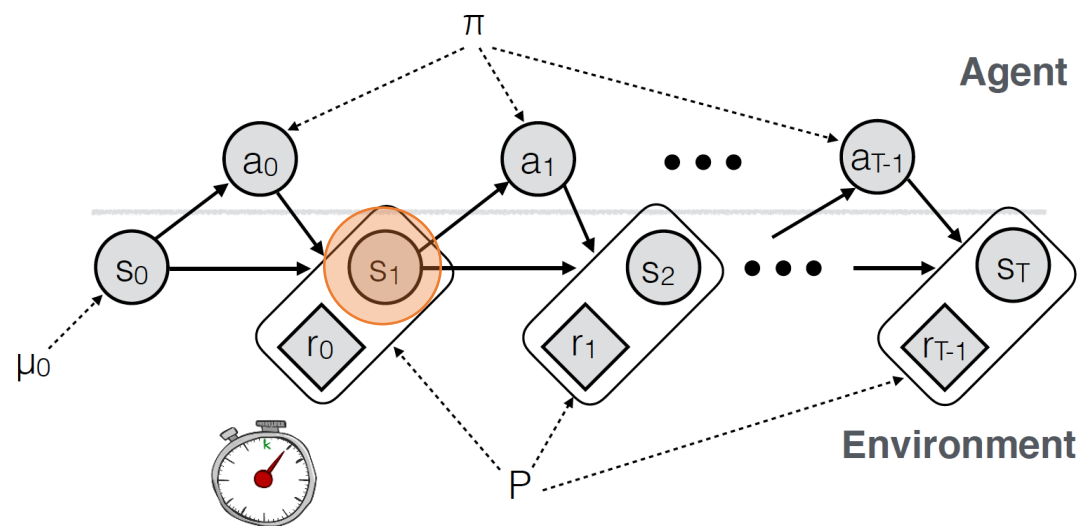 π
Agent
a0
a1
aT-1
s0
s1
s2
sT
r0
r1
rT-1
μ0
k
P
Environment